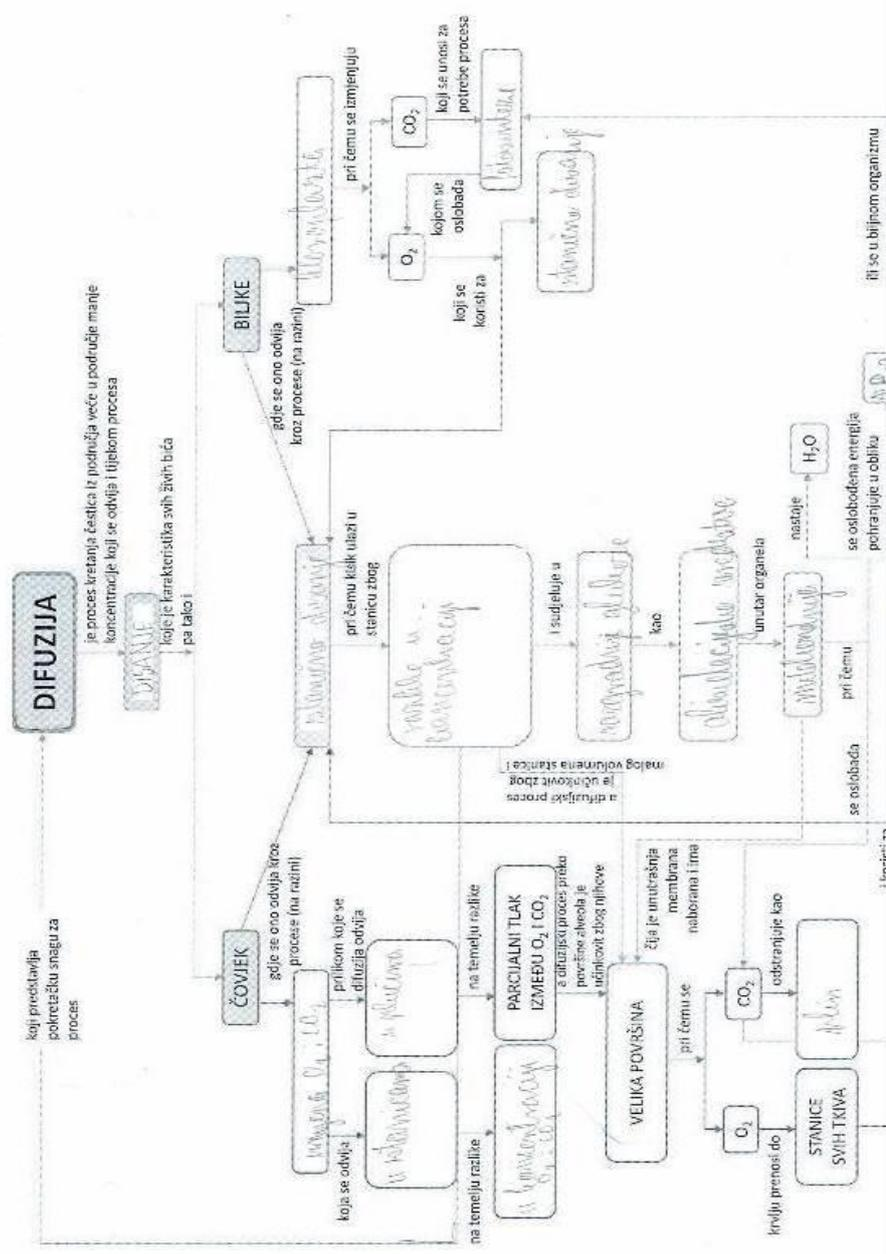 DIFUZIJA
koji predstavlja
pokretačku snagu za
proces
je proces kretanja čestica iz područja veće u područje manje
koncentracije koji se odvija i tijekom procesa
DISANJE
koje je karakteristika svih živih bića
pa tako i
ČOVJEK
BILJKE
gdje se ono odvija kroz
procese (na razini)
gdje se ono odvija
kroz procese (na razini)
O₂ i CO₂
stanično disanje
koja se odvija
prilikom koje se
difuzija odvija
pri čemu kisik ulazi u
stanicu zbog
pri čemu se izmjenjuju
O₂
CO₂
kojom se
oslobađa
koji se unosi za
potrebe procesa
fotosinteze
koji se
koristi za
stanično disanje
u plućima
na temelju razlike
na temelju razlike
u koncentraciji
O₂ i CO₂
PARCIJALNI TLAK
IZMEĐU O₂ I CO₂
a difuzijski proces
je učinkovit zbog
malog volumena stanice i
i sudjeluje u
razgradnji glukoze
kao
unutar organela
mitohondrije
a difuzijski proces preko
površine alveola je
učinkovit zbog njihove
VELIKA POVRŠINA
čija je unutrašnja
membrana
naborana i ima
pri čemu
nastaje
H₂O
se oslobođena energija
pohranjuje u obliku
se oslobađa
pri čemu se
O₂
CO₂
krvlju prenosi do
odstranjuje kao
STANICE
SVIH TKIVA
plin
ili se u biljnom organizmu
i koristi za